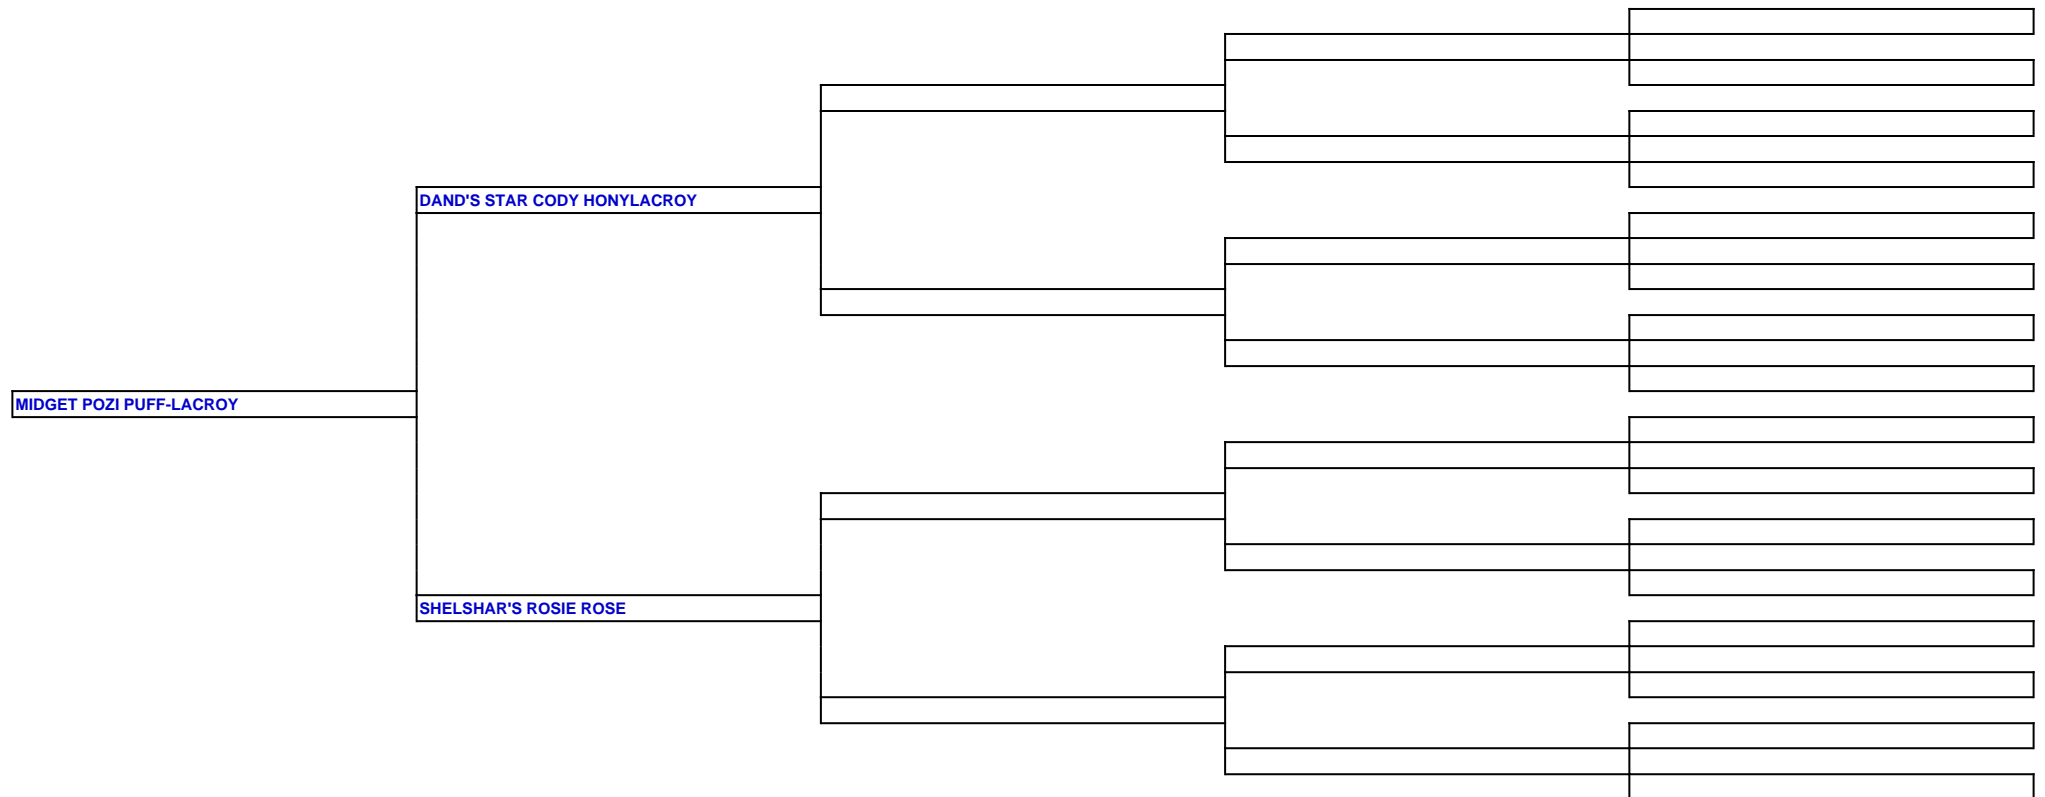 DAND'S STAR CODY HONYLACROY
MIDGET POZI PUFF-LACROY
SHELSHAR'S ROSIE ROSE